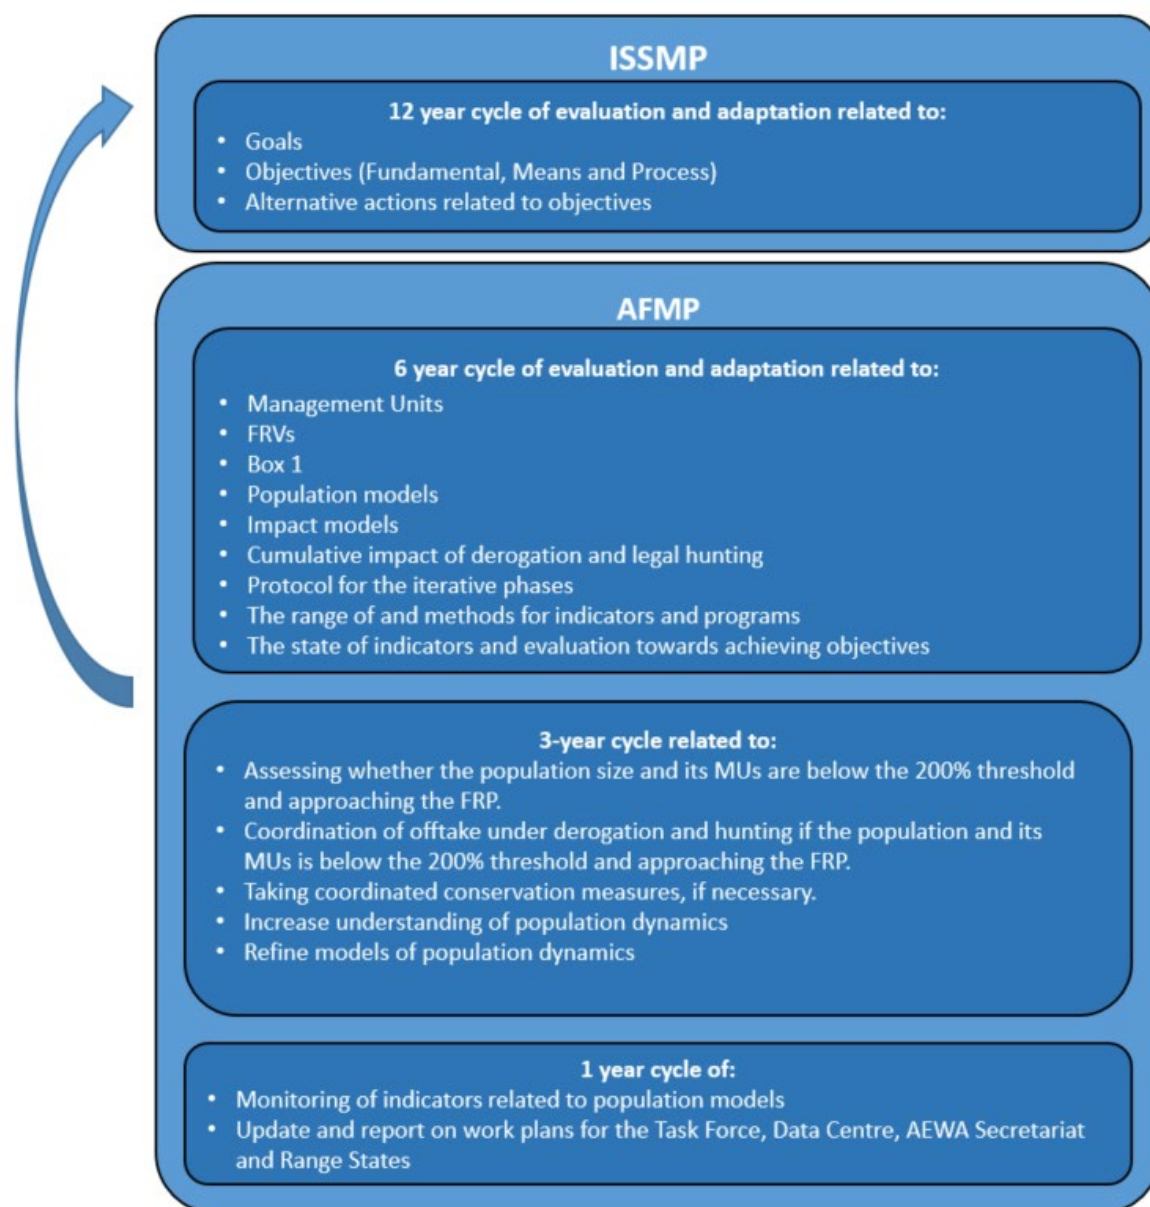 ISSMP
12 year cycle of evaluation and adaptation related to:
• Goals
• Objectives (Fundamental, Means and Process)
• Alternative actions related to objectives
AFMP
6 year cycle of evaluation and adaptation related to:
• Management Units
• FRVs
• Box 1
• Population models
• Impact models
• Cumulative impact of derogation and legal hunting
• Protocol for the iterative phases
• The range of and methods for indicators and programs
• The state of indicators and evaluation towards achieving objectives
3-year cycle related to:
• Assessing whether the population size and its MUs are below the 200% threshold
and approaching the FRP.
• Coordination of offtake under derogation and hunting if the population and its
MUs is below the 200% threshold and approaching the FRP.
• Taking coordinated conservation measures, if necessary.
• Increase understanding of population dynamics
• Refine models of population dynamics
1 year cycle of:
• Monitoring of indicators related to population models
• Update and report on work plans for the Task Force, Data Centre, AEWA Secretariat
and Range States